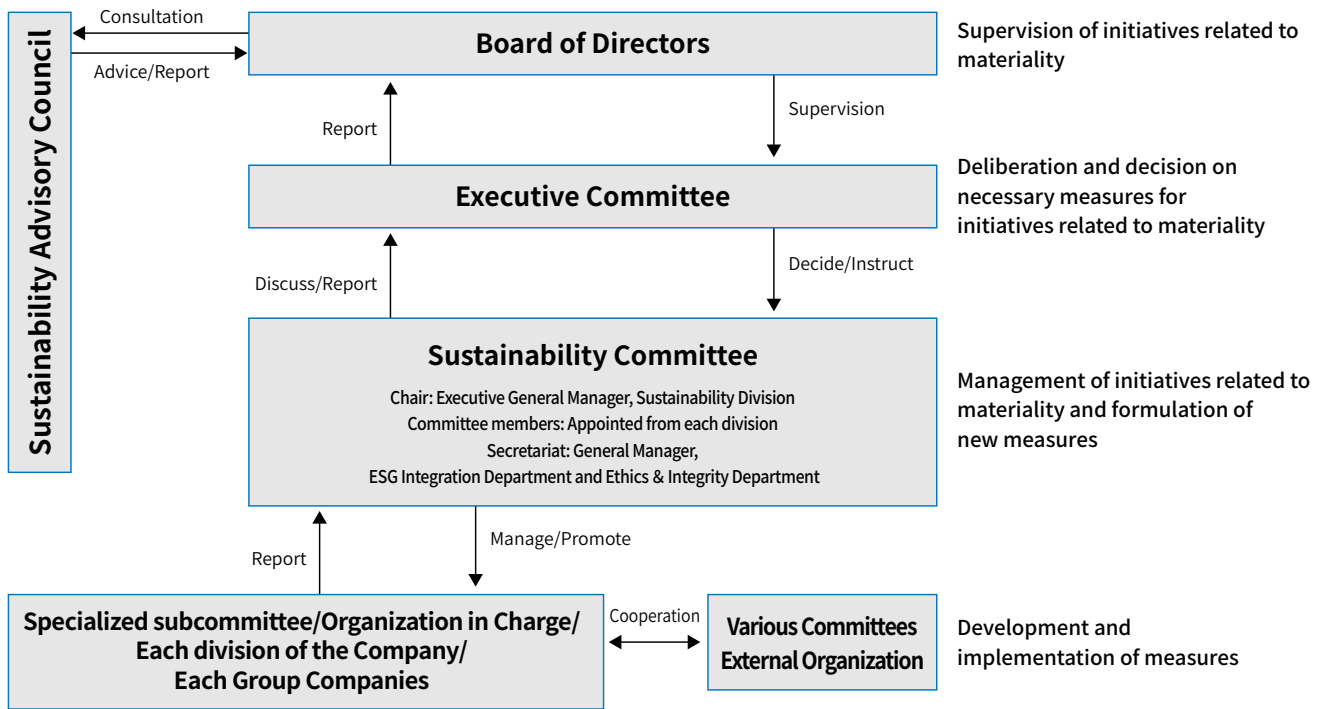 Sustainability Advisory Council
Consultation
Advice/Report
Board of Directors
Supervision of initiatives related to
materiality
Report
Supervision
Executive Committee
Deliberation and decision on
necessary measures for
initiatives related to materiality
Discuss/Report
Decide/Instruct
Sustainability Committee
Chair: Executive General Manager, Sustainability Division
Committee members: Appointed from each division
Secretariat: General Manager,
ESG Integration Department and Ethics & Integrity Department
Management of initiatives related to
materiality and formulation of
new measures
Report
Manage/Promote
Specialized subcommittee/Organization in Charge/
Each division of the Company/
Each Group Companies
Cooperation
Various Committees
External Organization
Development and
implementation of measures